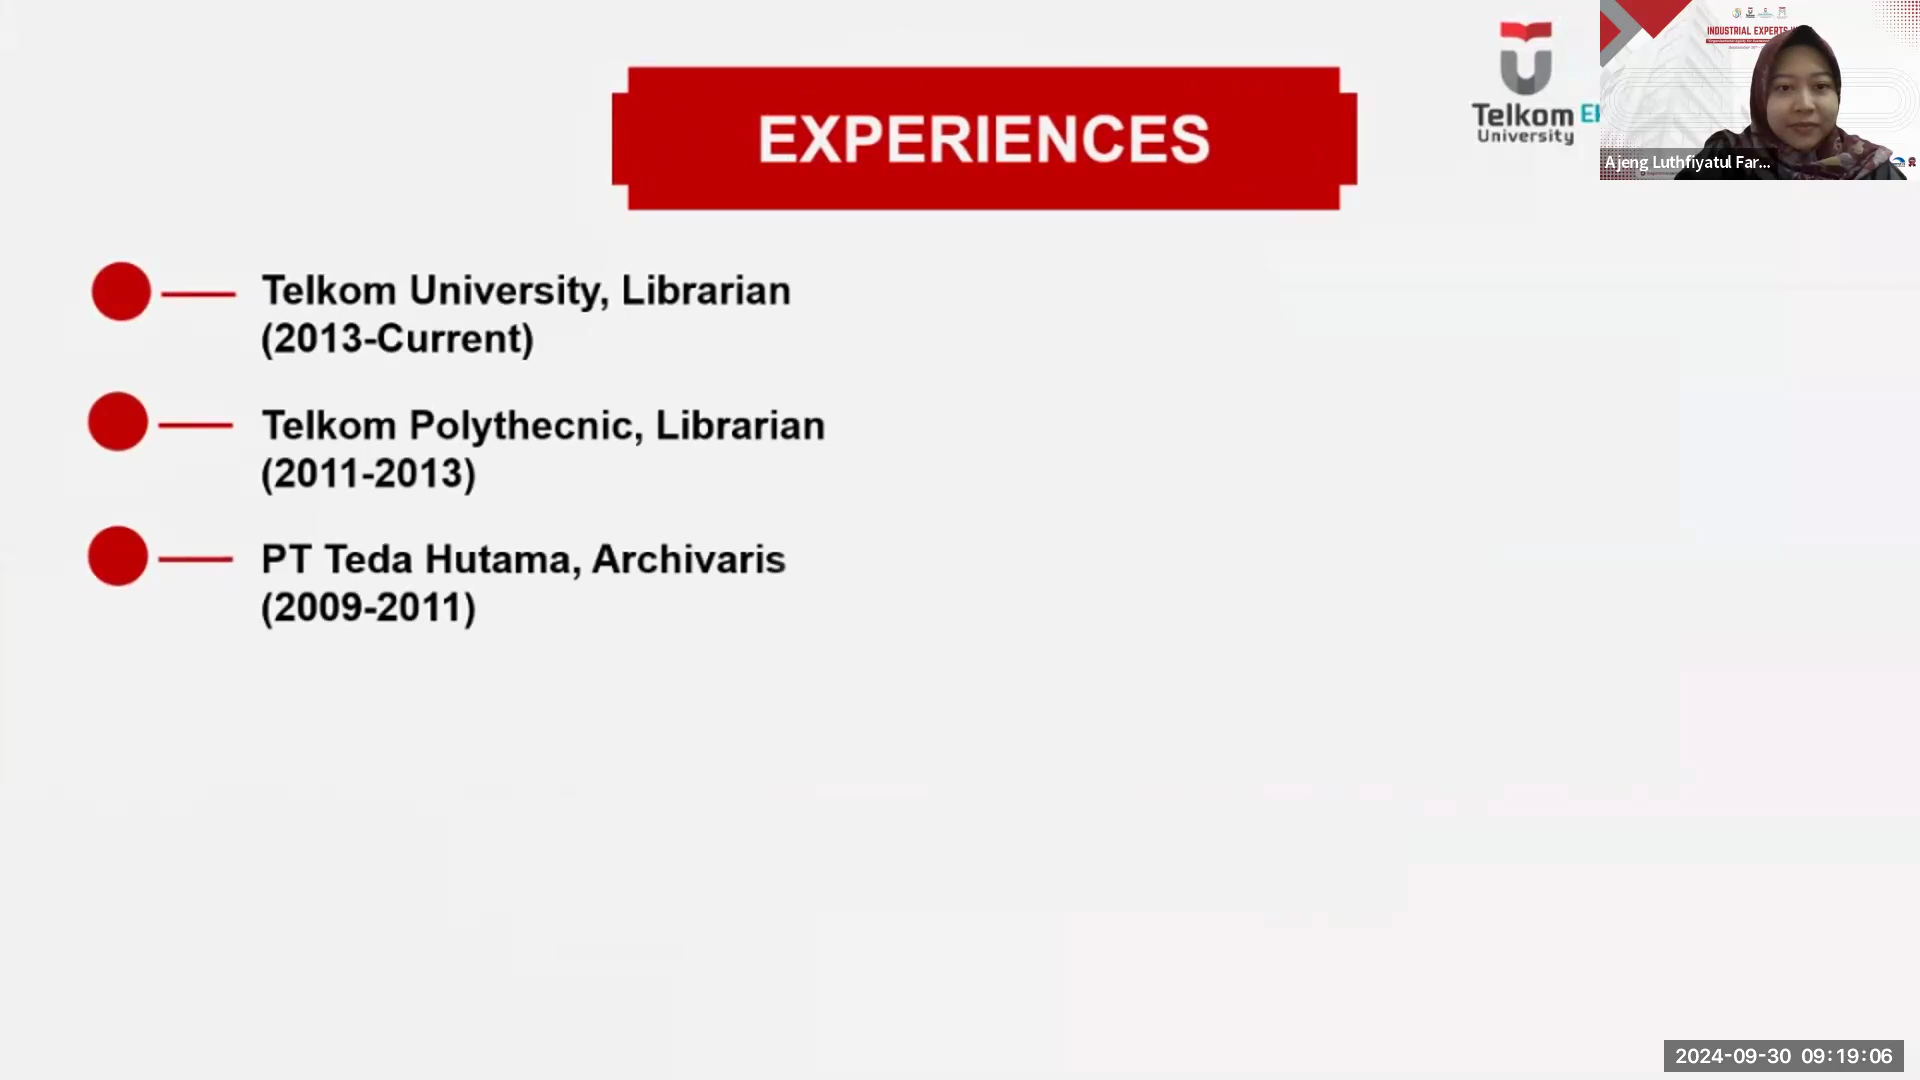 EXPERIENCES
Telkom
University
INDUSTRIAL EXPERTS
Ajeng Luthfiyatul Far...
Telkom University, Librarian
(2013-Current)
Telkom Polythecnic, Librarian
(2011-2013)
PT Teda Hutama, Archivaris
(2009-2011)
2024-09-30 09:19:06